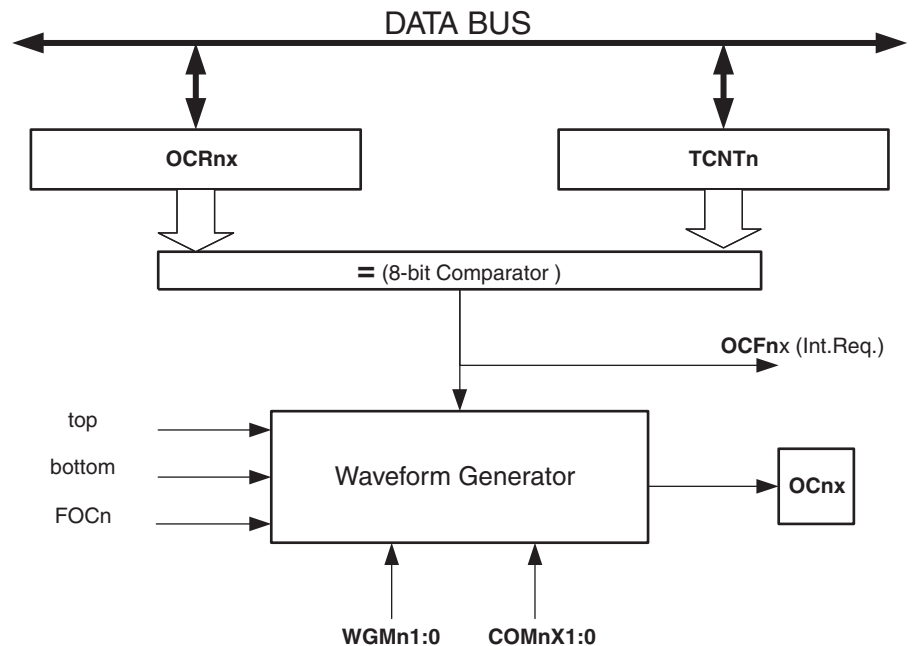 DATA BUS
OCRnx
TCNTn
= (8-bit Comparator )
OCFnx (Int.Req.)
top
bottom
FOCn
Waveform Generator
OCnx
WGMn1:0
COMnX1:0